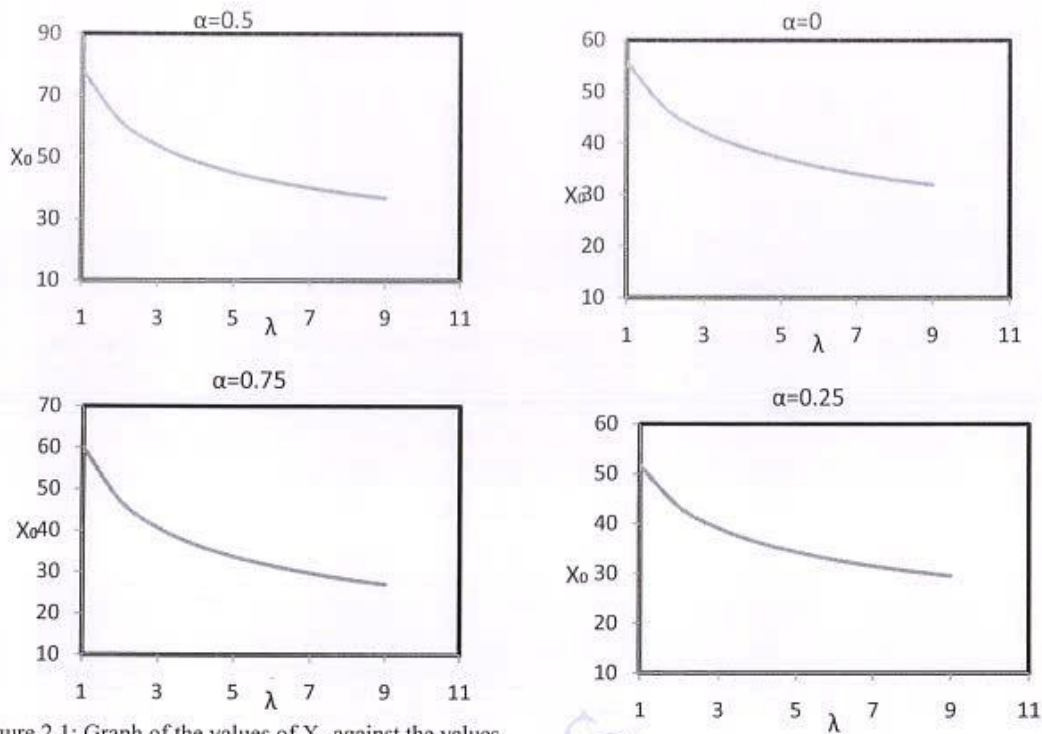 α=0.5
90
70
X₀ 50
30
10
1 3 5 7 9 11
λ
α=0
60
50
40
X₀30
20
10
1 3 5 7 9 11
λ
α=0.75
70
60
50
X₀40
30
20
10
1 3 5 7 9 11
λ
α=0.25
60
50
40
X₀ 30
20
10
1 3 5 7 9 11
λ
2.1: Graph of the values of X against the values